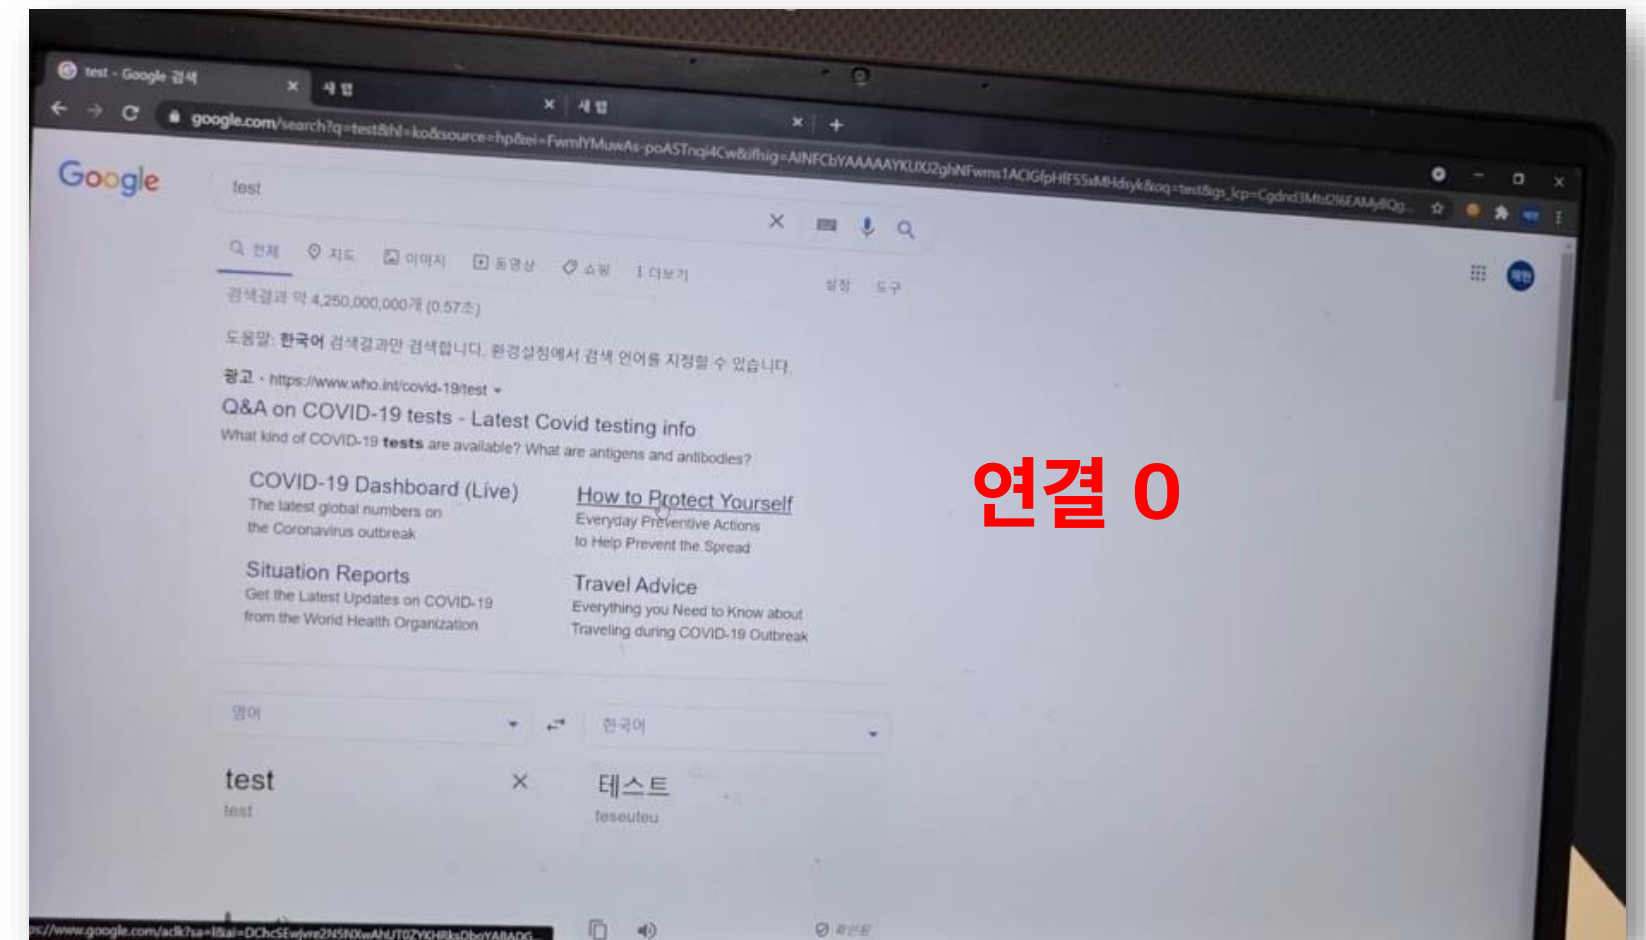 test - Google 검색
새 탭
새 탭
google.com/search?q=test&hl=ko&source=hp&ei=
Google
test
전체 지도 이미지 동영상 쇼핑 더보기 설정 도구
검색결과 약 4,250,000,000개 (0.57초)
도움말: 한국어 검색결과만 검색합니다. 환경설정에서 검색 언어를 지정할 수 있습니다.
광고 · https://www.who.int/covid-19/test
Q&A on COVID-19 tests - Latest Covid testing info
What kind of COVID-19 tests are available? What are antigens and antibodies?
COVID-19 Dashboard (Live)
The latest global numbers on
the Coronavirus outbreak
How to Protect Yourself
Everyday Preventive Actions
to Help Prevent the Spread
Situation Reports
Get the Latest Updates on COVID-19
from the World Health Organization
Travel Advice
Everything you Need to Know about
Traveling during COVID-19 Outbreak
연결 O
영어
한국어
test
test
테스트
teseuteu